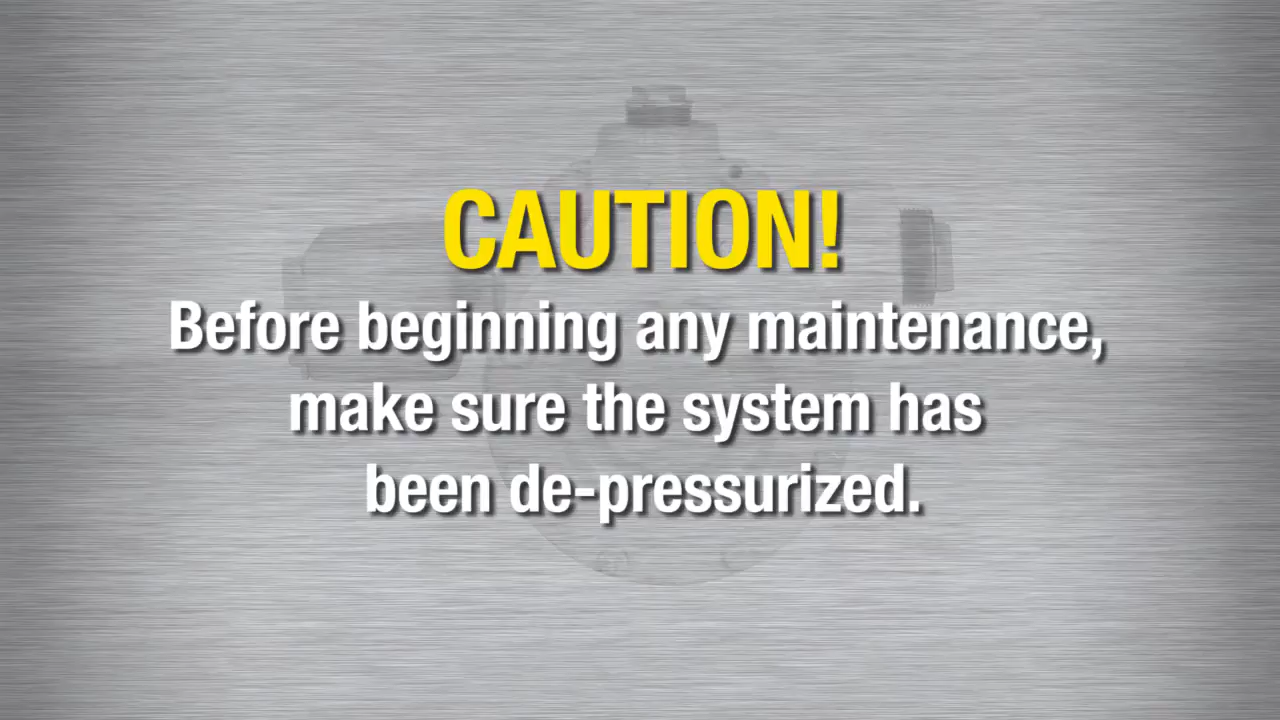 CAUTION!
Before beginning any maintenance,
make sure the system has
been de-pressurized.